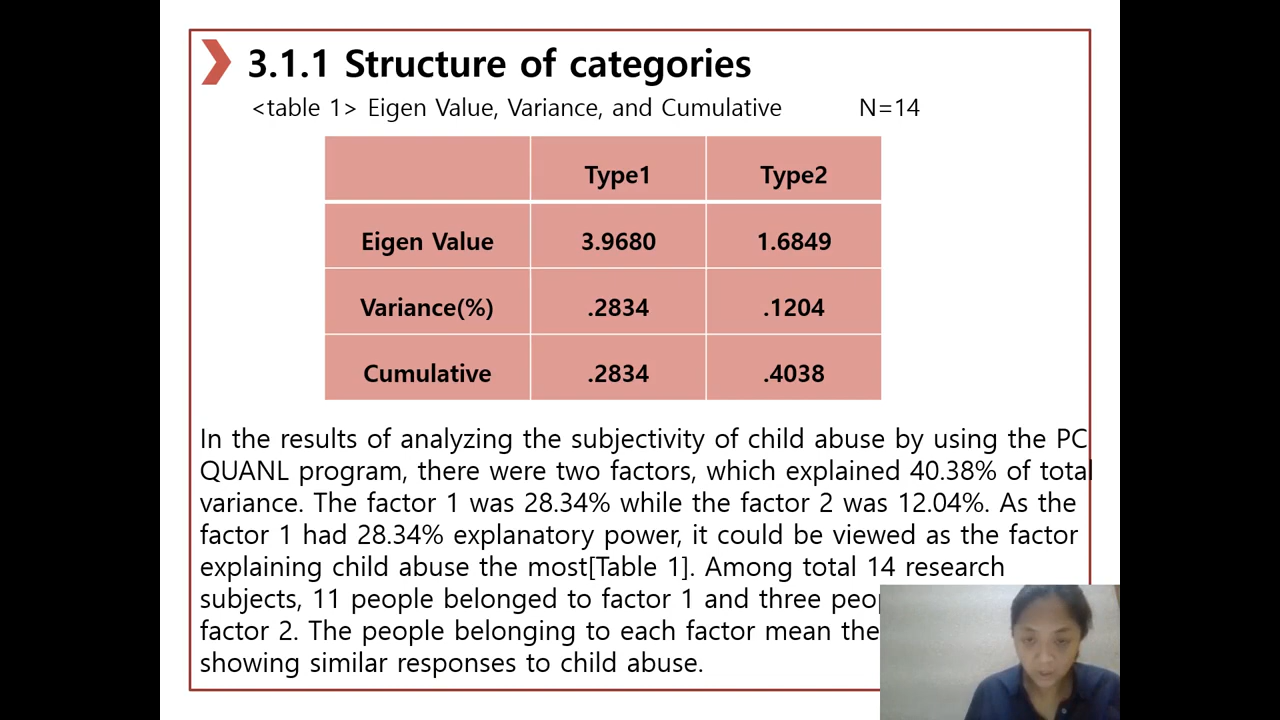 3.1.1 Structure of categories
<table 1> Eigen Value, Variance, and Cumulative N=14
Type1 Type2
Eigen Value 3.9680 1.6849
Variance(%) .2834 .1204
Cumulative .2834 .4038
In the results of analyzing the subjectivity of child abuse by using the PC
QUANL program, there were two factors, which explained 40.38% of total
variance. The factor 1 was 28.34% while the factor 2 was 12.04%. As the
factor 1 had 28.34% explanatory power, it could be viewed as the factor
explaining child abuse the most[Table 1]. Among total 14 research
subjects, 11 people belonged to factor 1 and three
factor 2. The people belonging to each factor mean the
showing similar responses to child abuse.